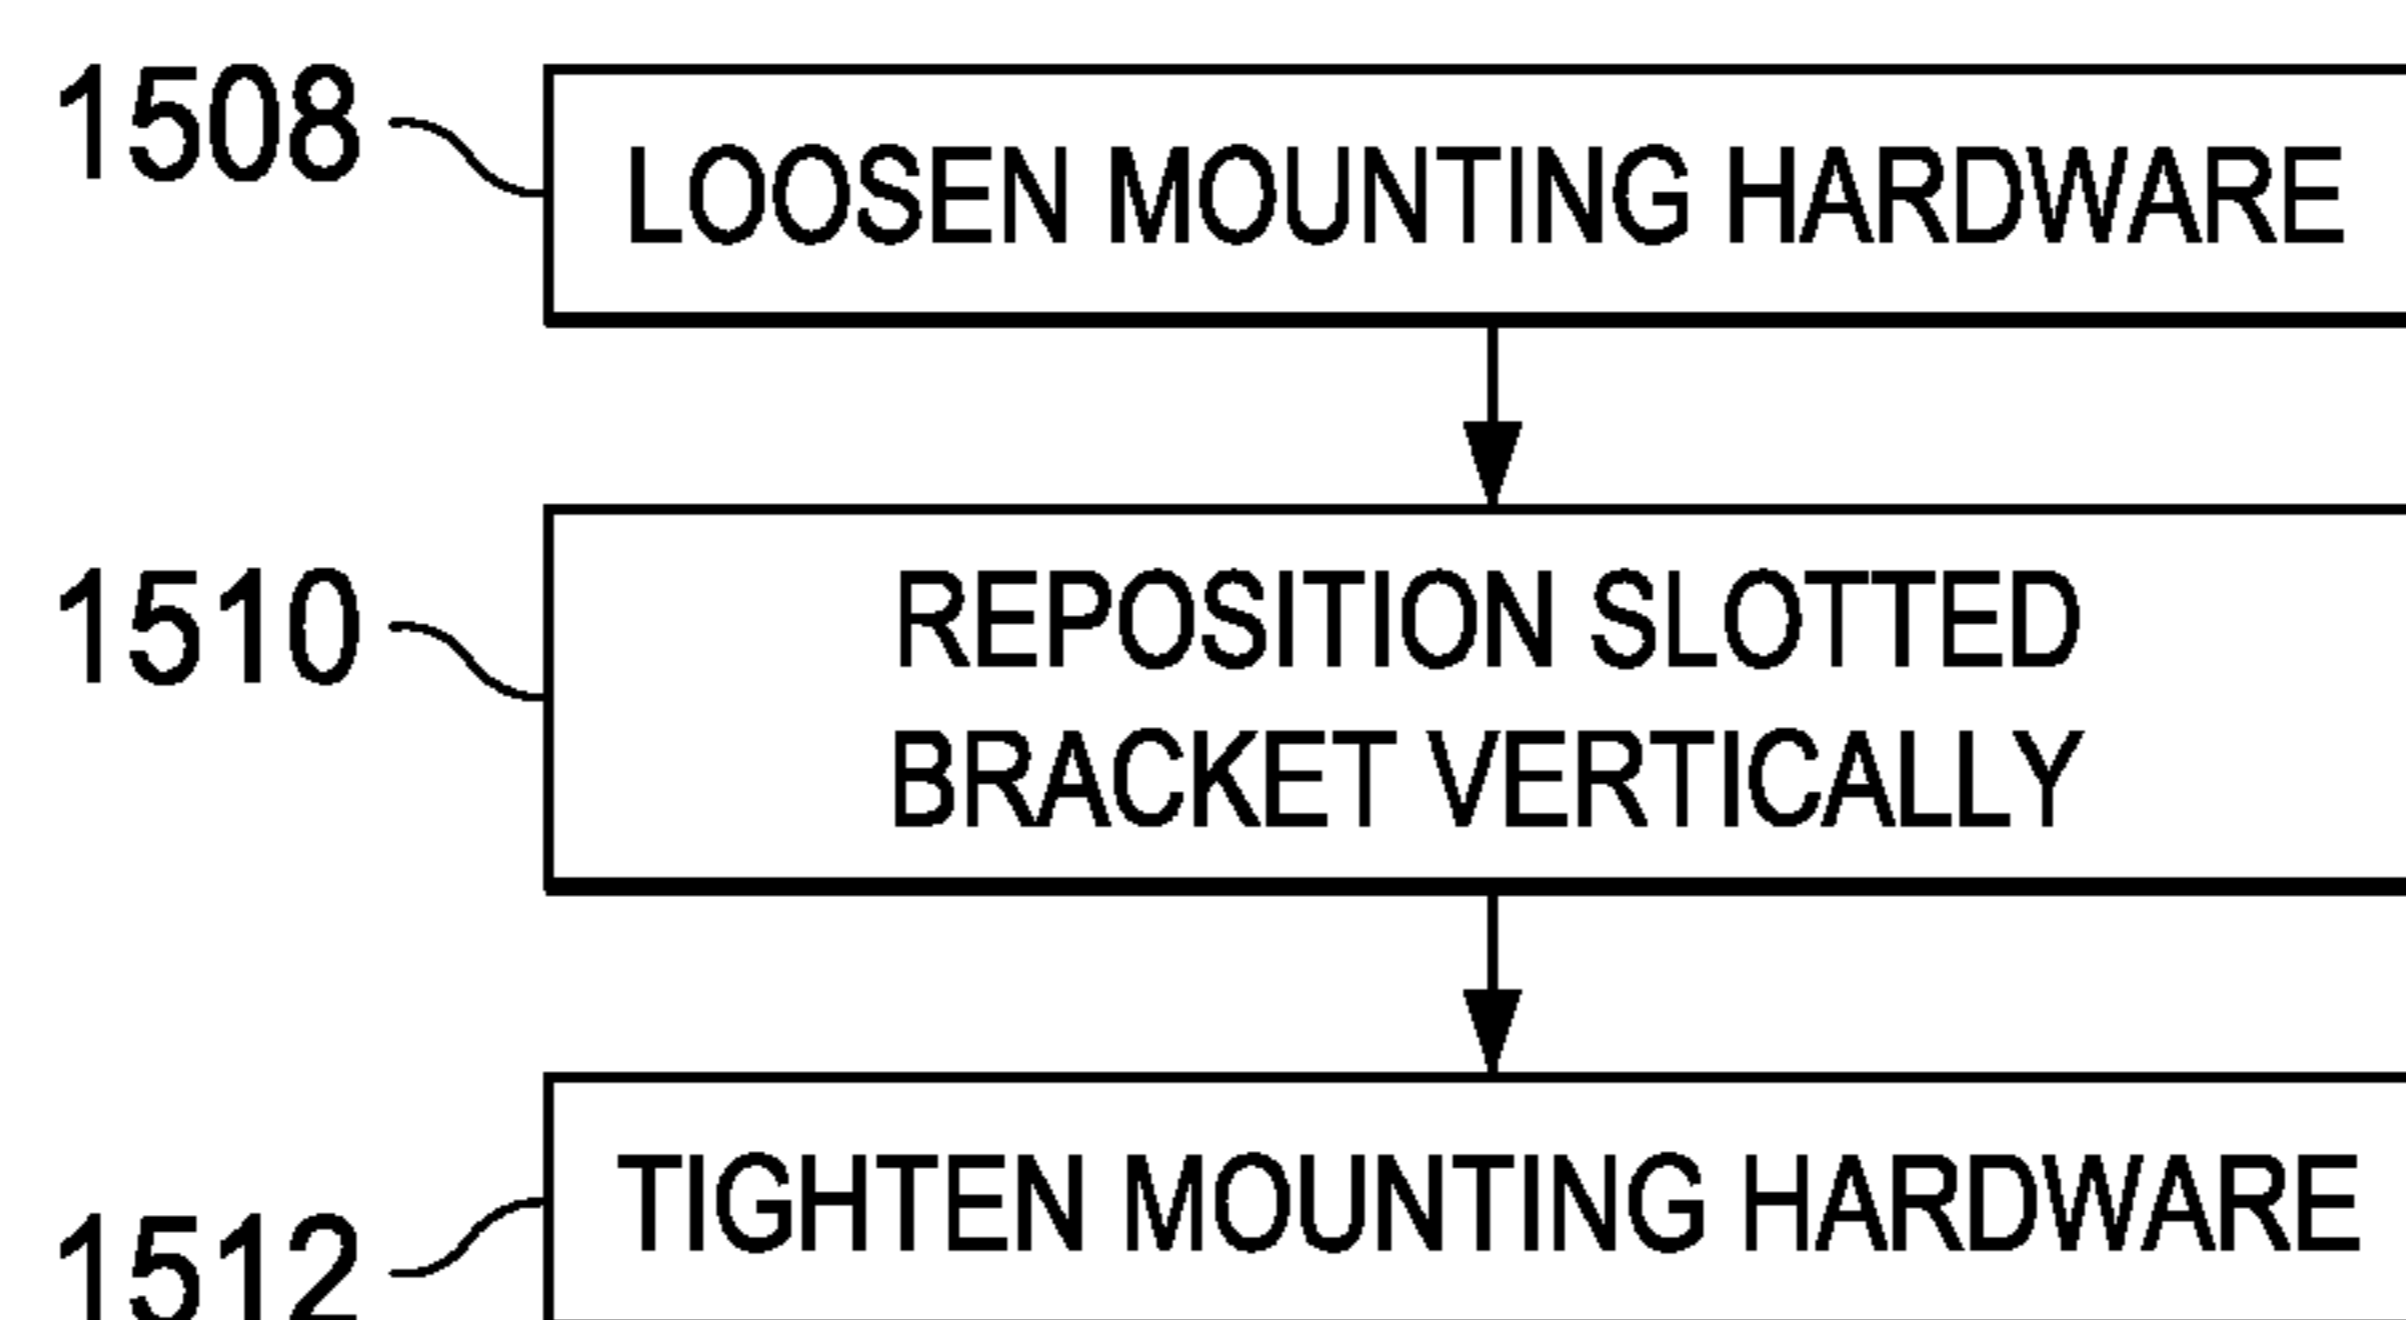 1508
LOOSEN MOUNTING HARDWARE
1510
REPOSITION SLOTTED
BRACKET VERTICALLY
1512
TIGHTEN MOUNTING HARDWARE